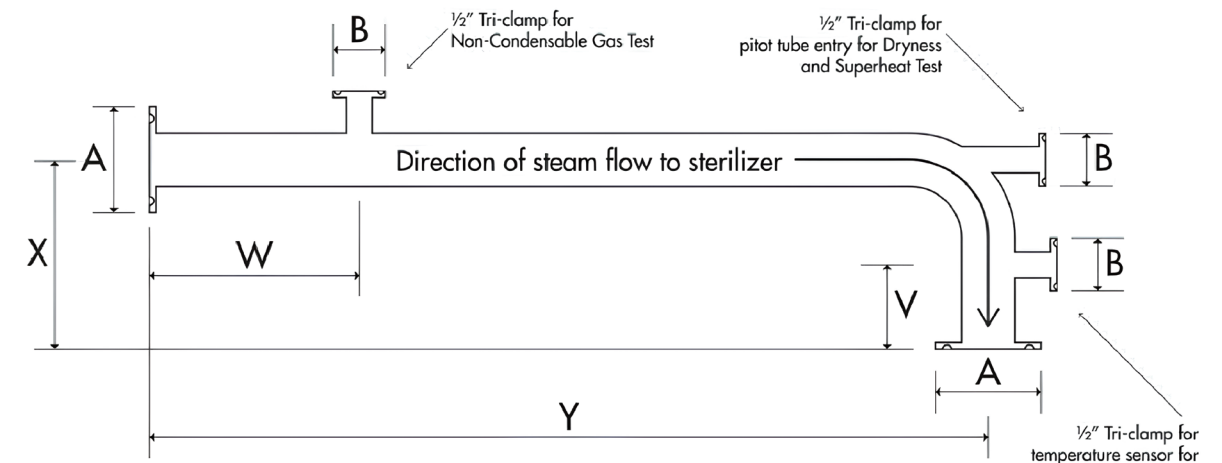 ½" Tri-clamp for
Non-Condensable Gas Test
½" Tri-clamp for
pitot tube entry for Dryness
and Superheat Test
B
A
Direction of steam flow to sterilizer
B
X
W
V
B
A
Y
½" Tri-clamp for
temperature sensor for